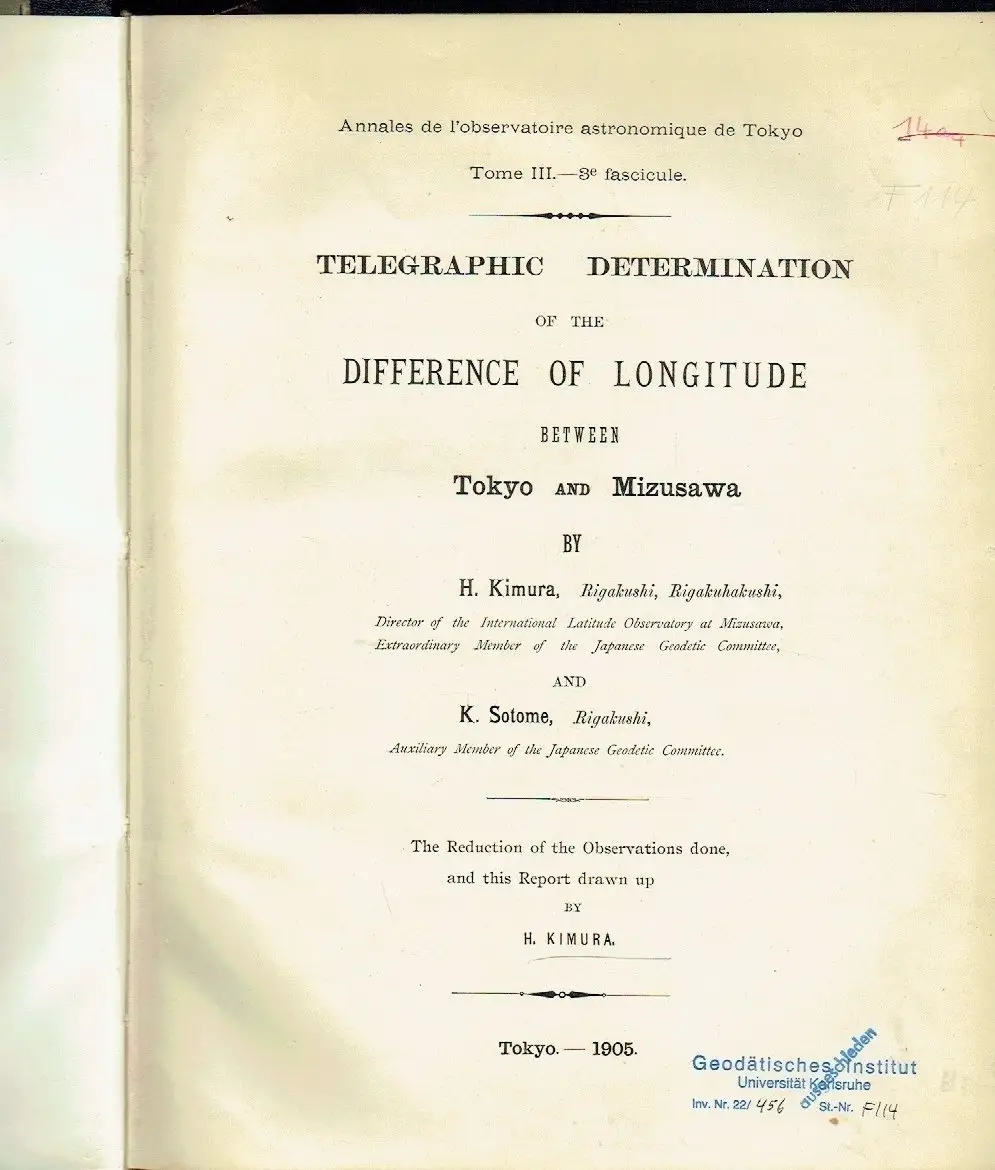 Annales de l'observatoire astronomique de Tokyo
Tome III.—3e fascicule.
TELEGRAPHIC DETERMINATION
OF THE
DIFFERENCE OF LONGITUDE
BETWEEN
Tokyo AND Mizusawa
BY
H. Kimura, Rigakushi, Rigakuhakushi,
Director of the International Latitude Observatory at Mizusawa,
Extraordinary Member of the Japanese Geodetic Committee,
AND
K. Sotome, Rigakushi,
Auxiliary Member of the Japanese Geodetic Committee.
The Reduction of the Observations done,
and this Report drawn up
BY
H. KIMURA.
Tokyo.— 1905.
F 114
Geodätisches Institut
Universität Karlsruhe
Inv. Nr. 22/ 456 St.-Nr. F114
ausgeschieden